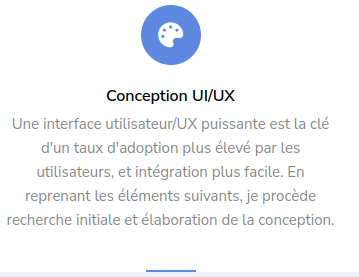 Conception UI/UX
Une interface utilisateur/UX puissante est la clé
d'un taux d'adoption plus élevé par les
utilisateurs, et intégration plus facile. En
reprenant les éléments suivants, je procède
recherche initiale et élaboration de la conception.